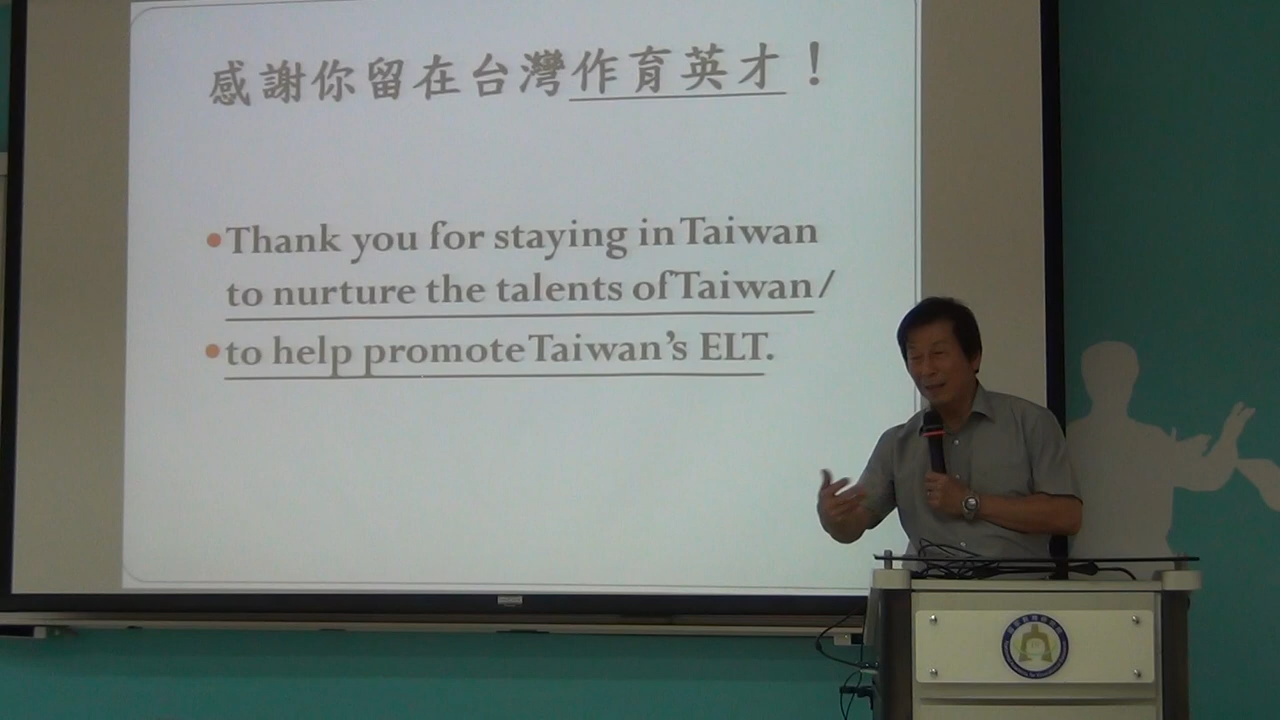 感謝你留在台灣作育英才！
•Thank you for staying in Taiwan
to nurture the talents of Taiwan/
•to help promote Taiwan's ELT.